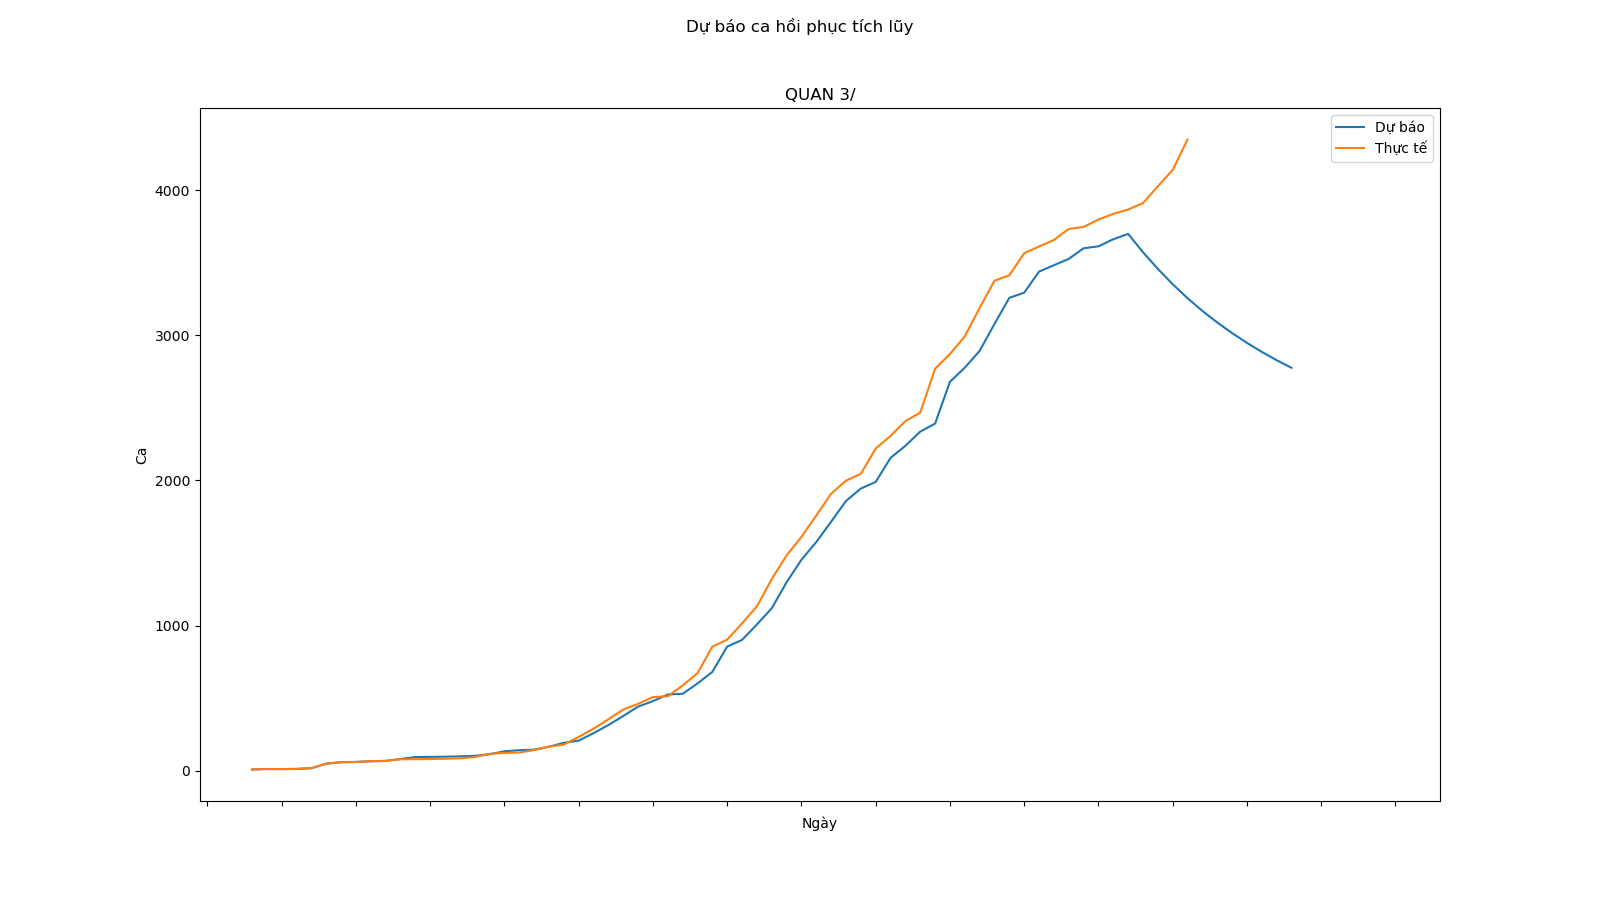 Dự báo ca hồi phục tích lũy
QUAN 3/
Dự báo
Thực tế
4000
3000
2000
1000
0
Ca
Ngày